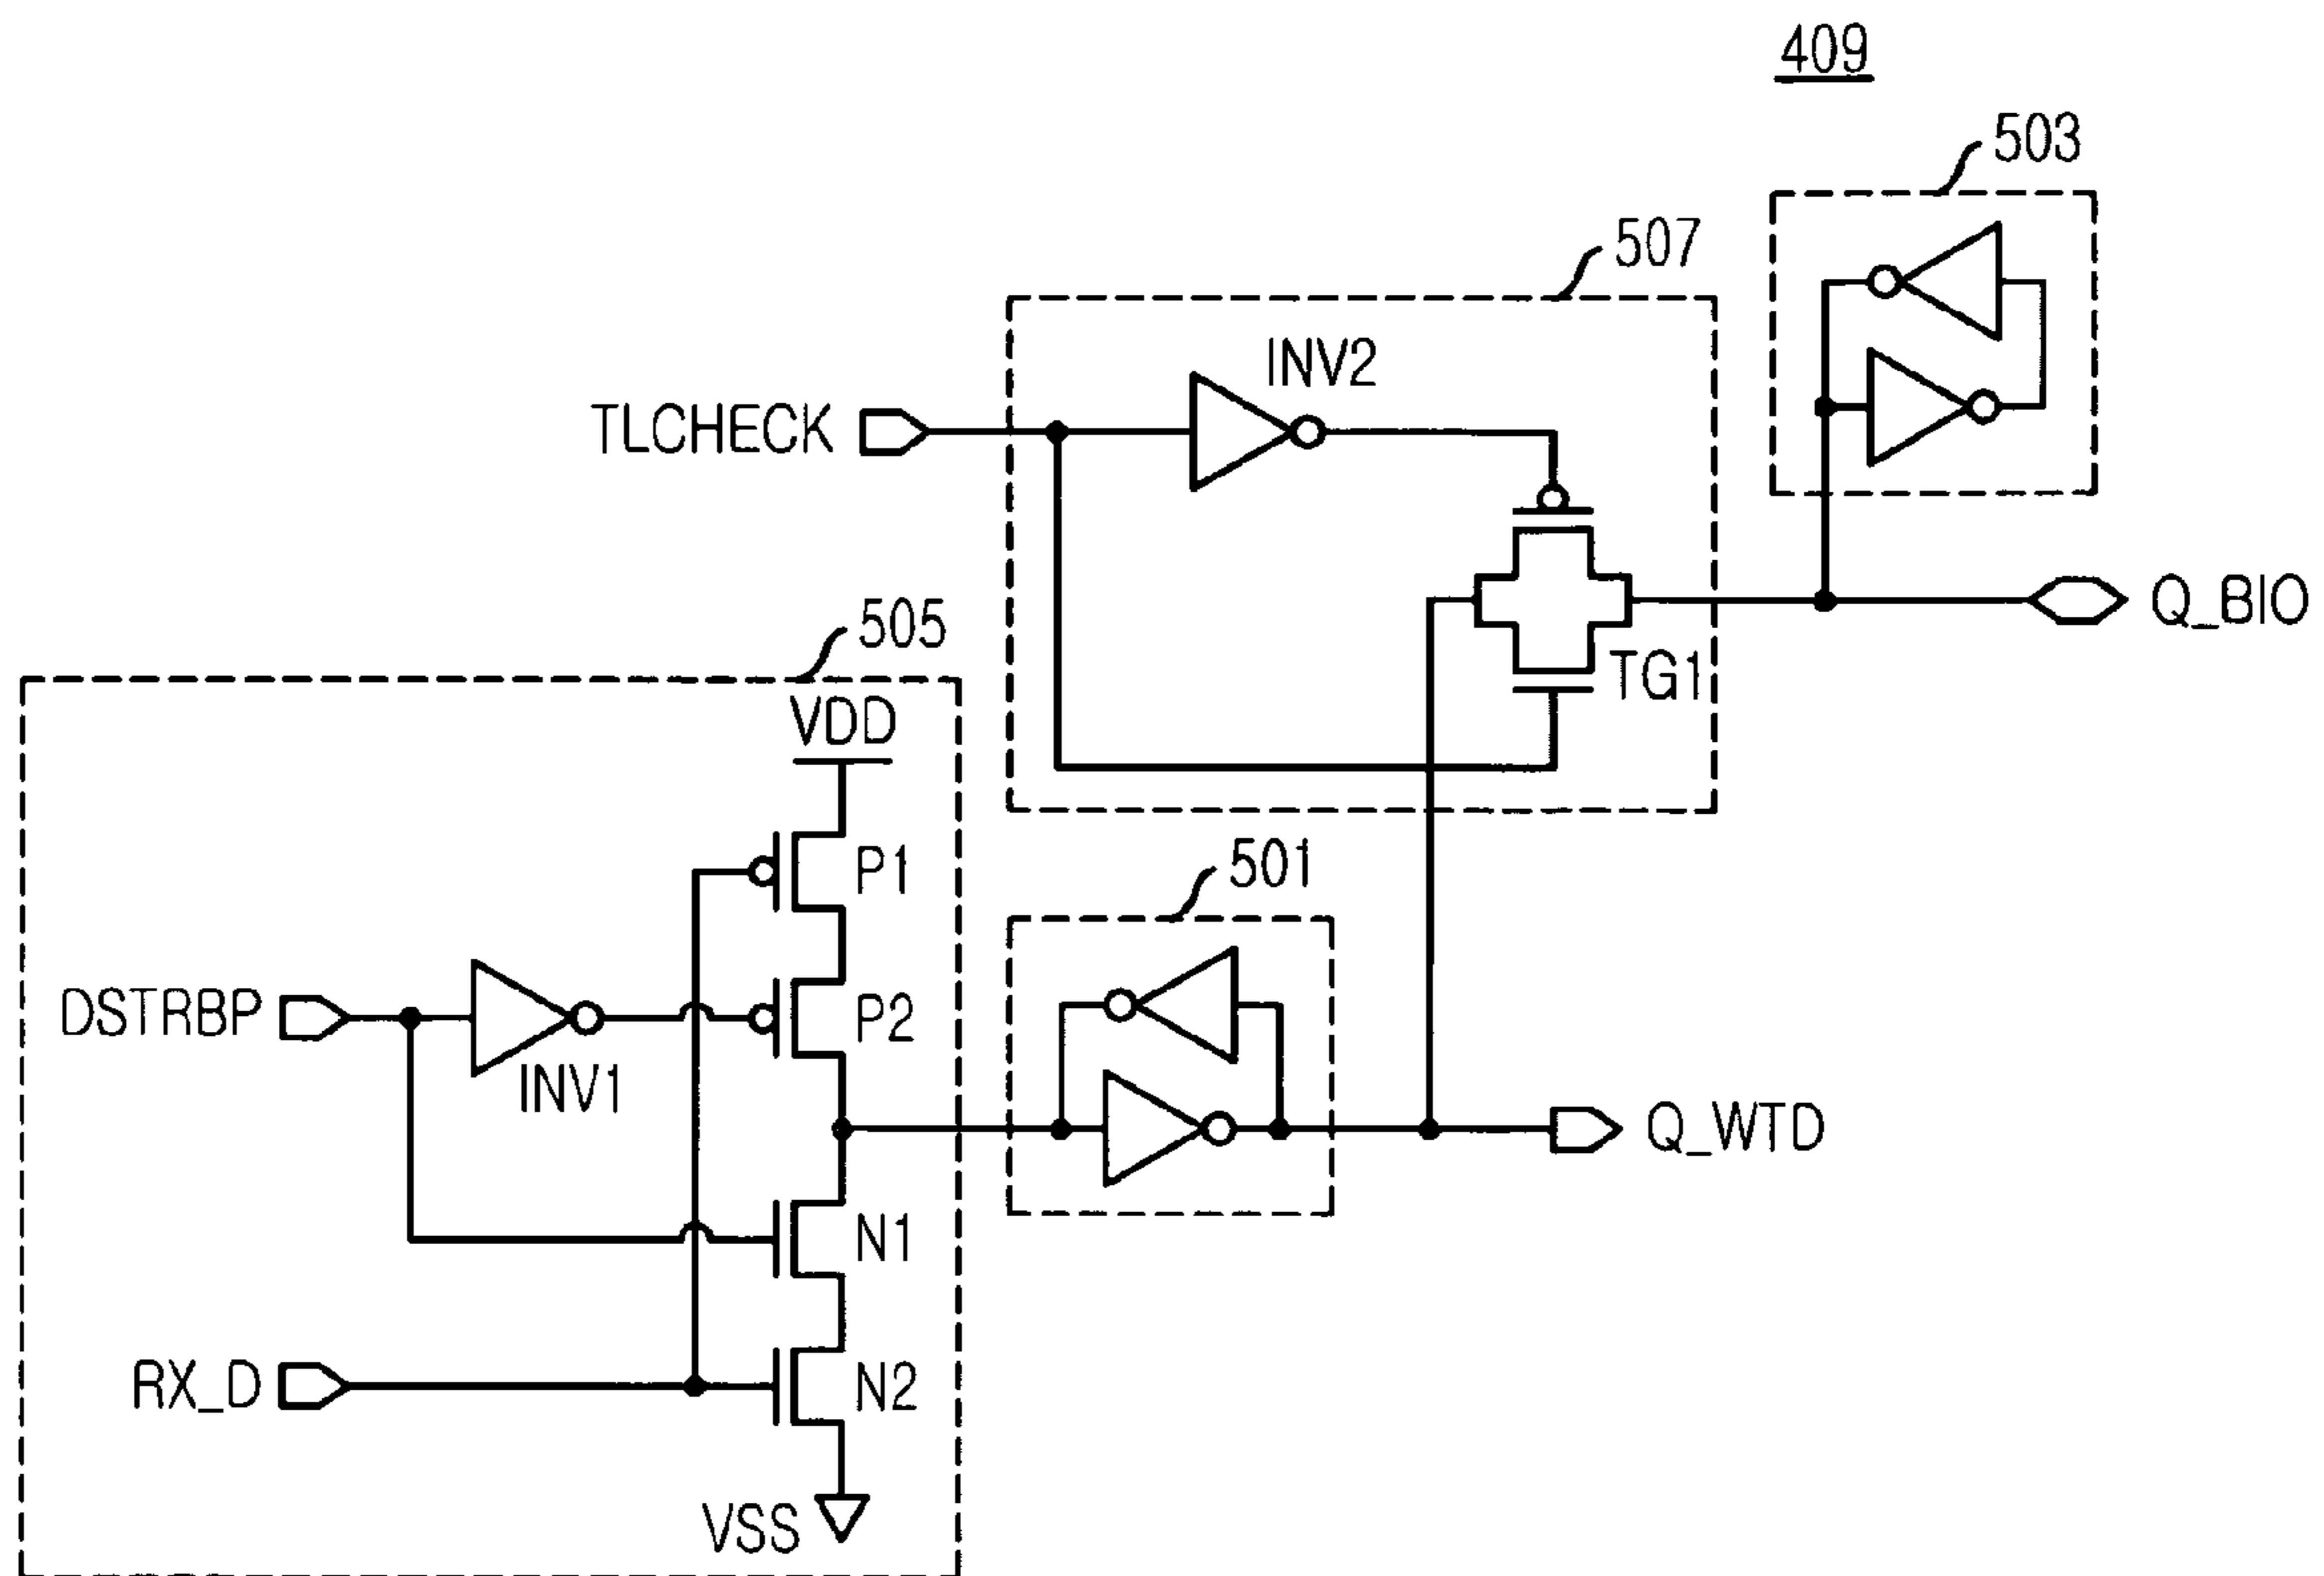 409
503
507
INV2
TLCHECK
Q_BIO
505
TG1
VDD
P1
501
DSTRBP
P2
INV1
Q_WTD
N1
RX_D
N2
VSS